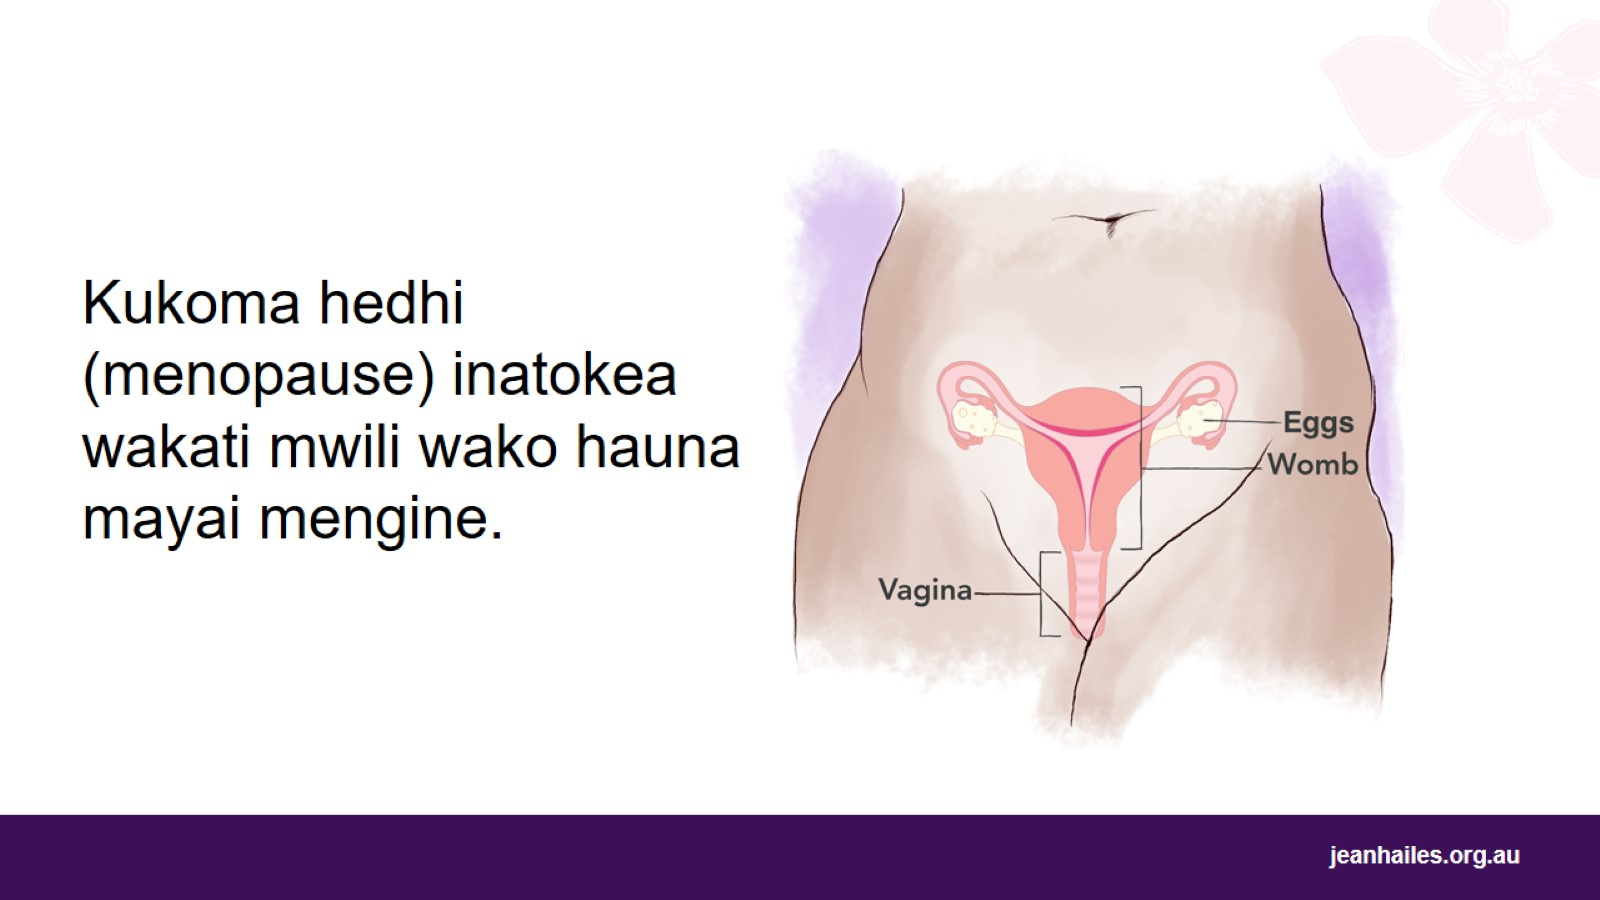 Kukoma hedhi
(menopause) inatokea
wakati mwili wako hauna
mayai mengine.
Eggs
Womb
Vagina
jeanhailes.org.au